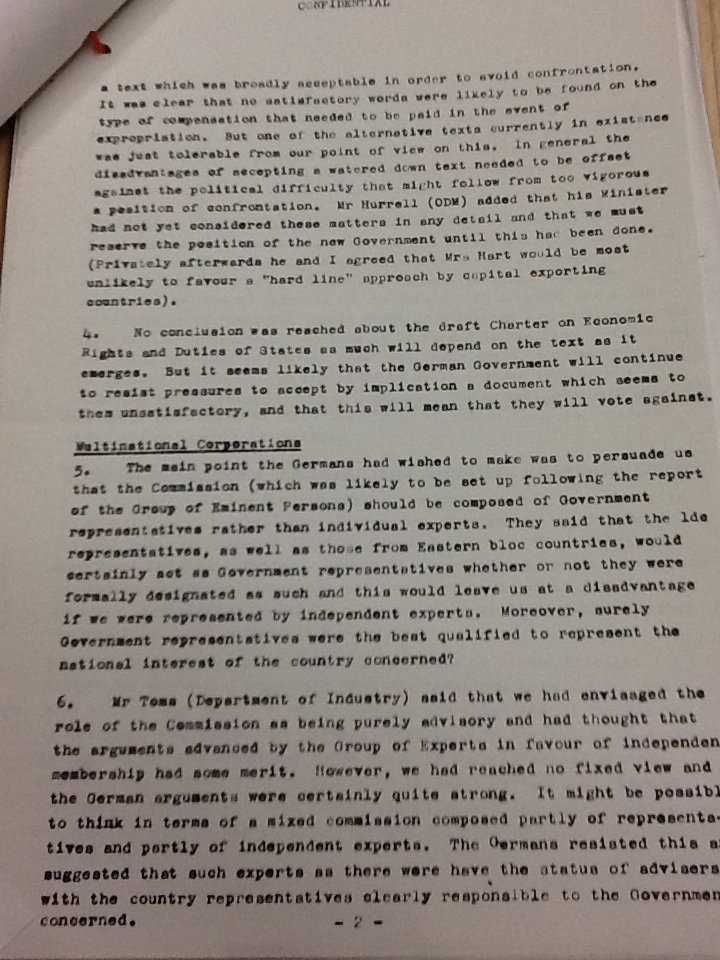 CONFIDENTIAL
a text which was broadly acceptable in order to avoid confrontation.
It was clear that no satisfactory words were likely to be found on the
type of compensation that needed to be paid in the event of
expropriation. But one of the alternative texts currently in existence
was just tolerable from our point of view on this. In general the
disadvantages of accepting a watered down text needed to be offset
against the political difficulty that might follow from too vigorous
a position of confrontation. Mr Hurrell (ODM) added that his Minister
had not yet considered these matters in any detail and that we must
reserve the position of the new Government until this had been done.
(Privately afterwards he and I agreed that Mrs Hart would be most
unlikely to favour a "hard line" approach by capital exporting
countries).
4. No conclusion was reached about the draft Charter on Economic
Rights and Duties of States as much will depend on the text as it
emerges. But it seems likely that the German Government will continue
to resist pressures to accept by implication a document which seems to
them unsatisfactory, and that this will mean that they will vote against.
Multinational Corporations
5. The main point the Germans had wished to make was to persuade us
that the Commission (which was likely to be set up following the report
of the Group of Eminent Persons) should be composed of Government
representatives rather than individual experts. They said that the ldc
representatives, as well as those from Eastern bloc countries, would
certainly act as Government representatives whether or not they were
formally designated as such and this would leave us at a disadvantage
if we were represented by independent experts. Moreover, surely
Government representatives were the best qualified to represent the
national interest of the country concerned?
6. Mr Toms (Department of Industry) said that we had envisaged the
role of the Commission as being purely advisory and had thought that
the arguments advanced by the Group of Experts in favour of independen
membership had some merit. However, we had reached no fixed view and
the German arguments were certainly quite strong. It might be possibl
to think in terms of a mixed commission composed partly of representa-
tives and partly of independent experts. The Germans resisted this a
suggested that such experts as there were have the status of advisers
with the country representatives clearly responsible to the Governmen
concerned.
- 2 -